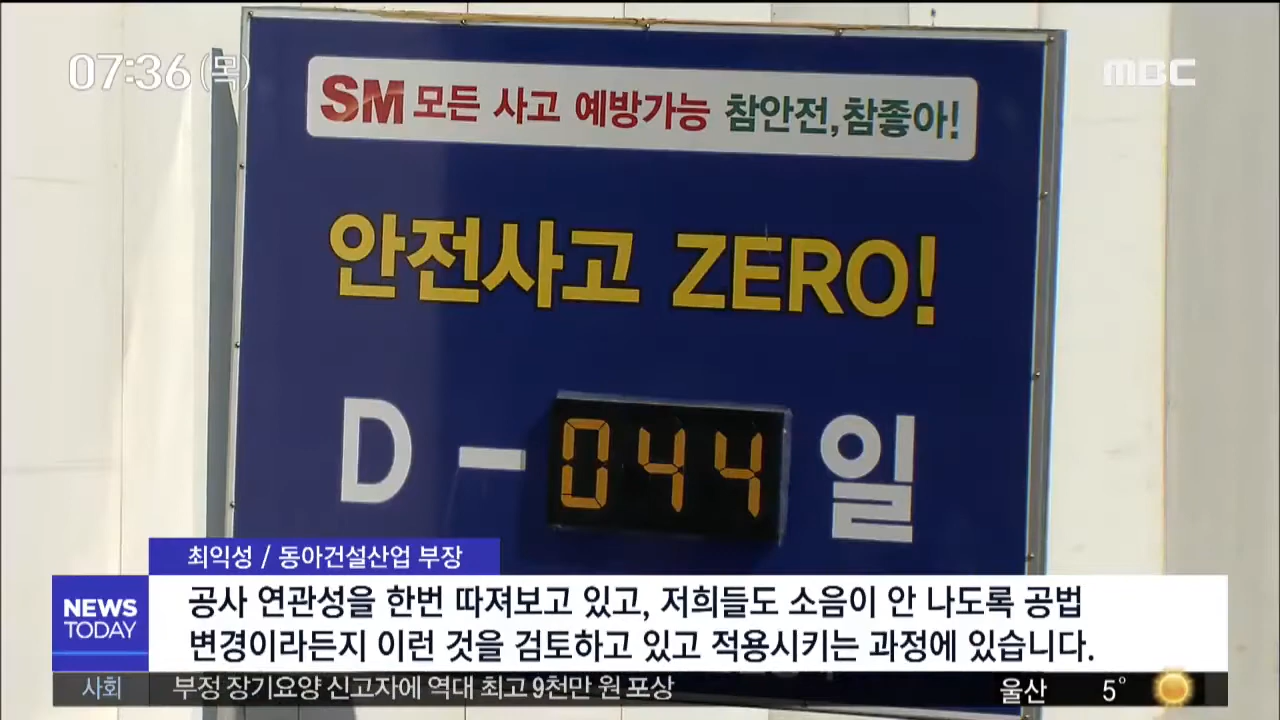 07:36 (목)
MBC
SM 모든 사고 예방가능 참안전,참좋아!
안전사고 ZERO!
D - 044 일
최익성 / 동아건설산업 부장
NEWS
TODAY
공사 연관성을 한번 따져보고 있고, 저희들도 소음이 안 나도록 공법
변경이라든지 이런 것을 검토하고 있고 적용시키는 과정에 있습니다.
사회 부정 장기요양 신고자에 역대 최고 9천만 원 포상 울산 5°